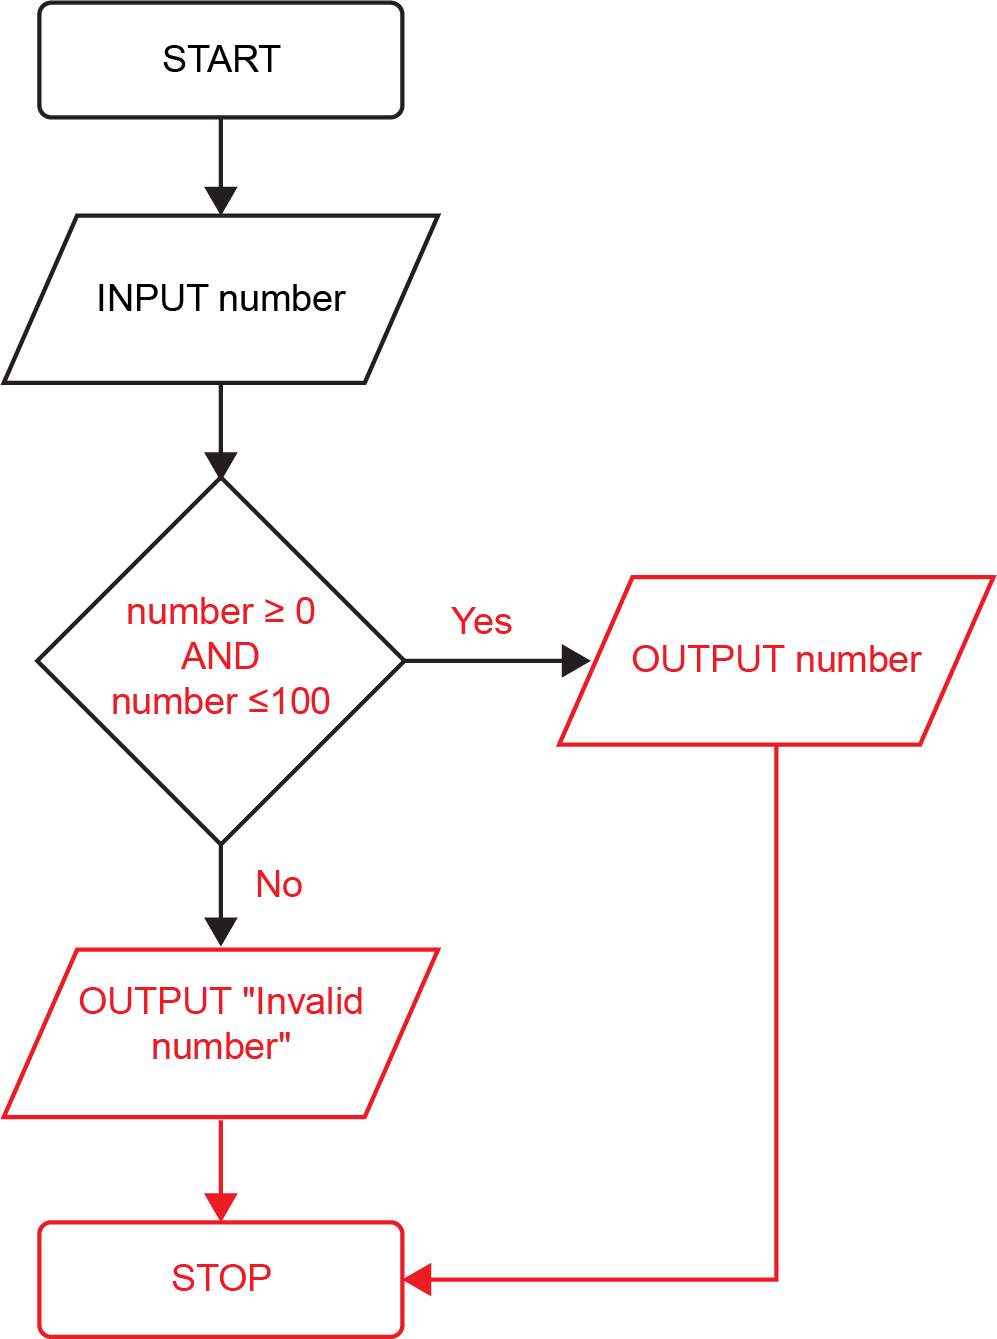 START
INPUT number
number ≥ 0
AND
number ≤100
Yes
OUTPUT number
No
OUTPUT "Invalid
number"
STOP